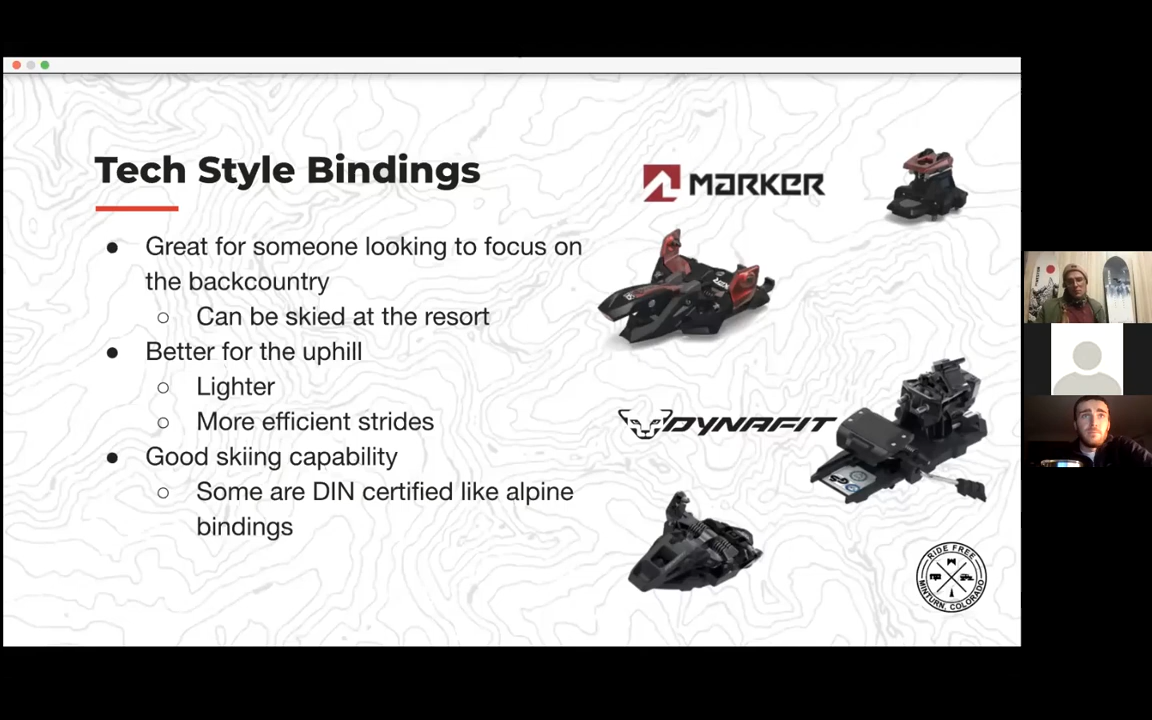 Tech Style Bindings
● Great for someone looking to focus on
the backcountry
○ Can be skied at the resort
● Better for the uphill
○ Lighter
○ More efficient strides
● Good skiing capability
○ Some are DIN certified like alpine
bindings
MARKER
DYNAFIT
RIDE FREE
MINTURN, COLORADO